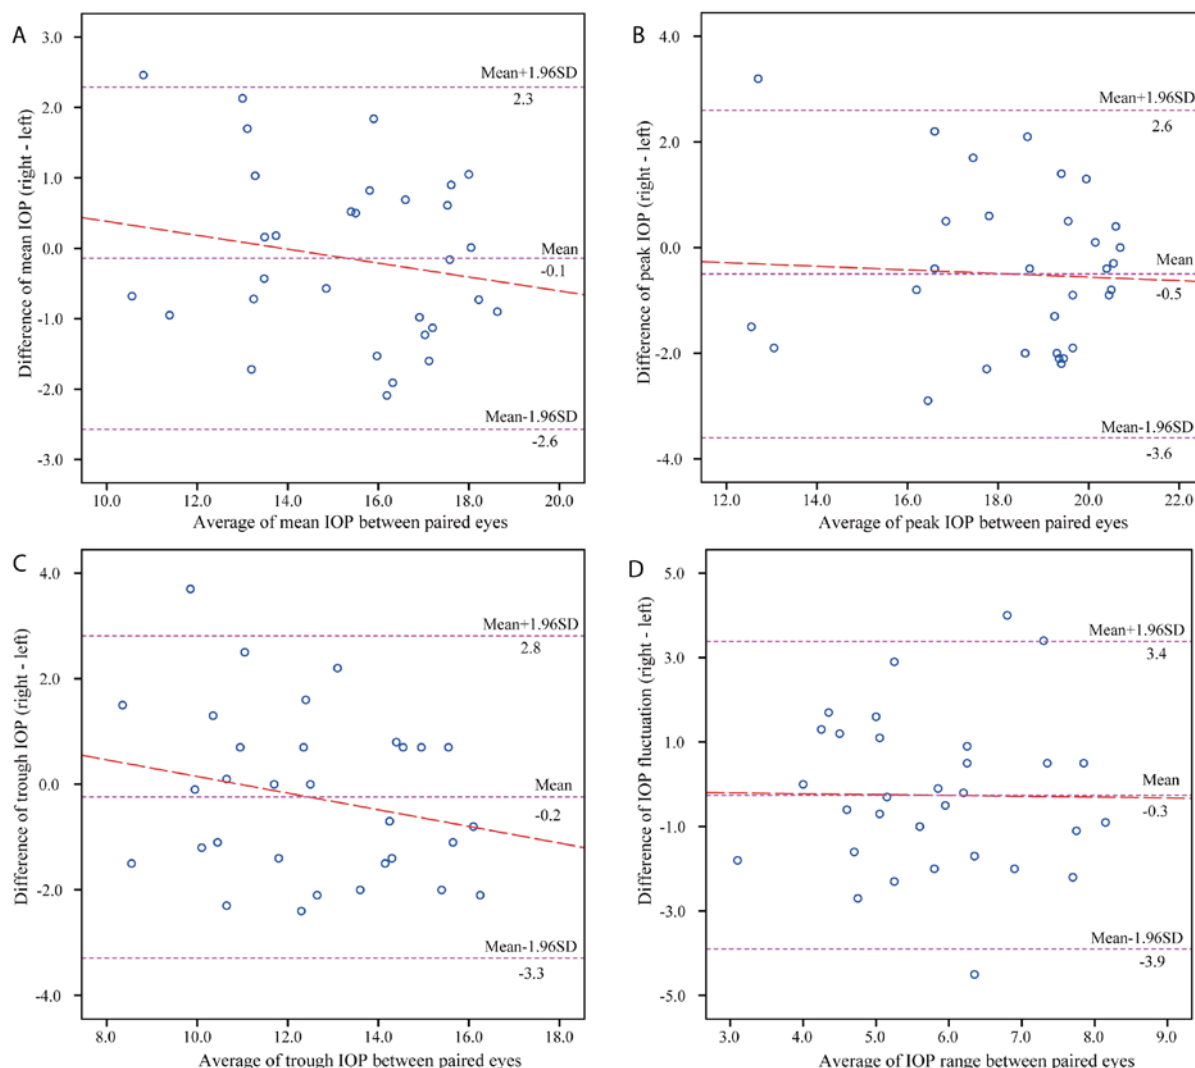 A
3.0
2.0
1.0
0.0
-1.0
-2.0
-3.0
Difference of mean IOP (right - left)
Mean+1.96SD
2.3
Mean
-0.1
Mean-1.96SD
-2.6
10.0 12.0 14.0 16.0 18.0 20.0
Average of mean IOP between paired eyes
B
4.0
2.0
0.0
-2.0
-4.0
Difference of peak IOP (right - left)
Mean+1.96SD
2.6
Mean
-0.5
Mean-1.96SD
-3.6
12.0 14.0 16.0 18.0 20.0 22.0
Average of peak IOP between paired eyes
C
4.0
2.0
0.0
-2.0
-4.0
Difference of trough IOP (right - left)
Mean+1.96SD
2.8
Mean
-0.2
Mean-1.96SD
-3.3
8.0 10.0 12.0 14.0 16.0 18.0
Average of trough IOP between paired eyes
D
5.0
3.0
1.0
-1.0
-3.0
-5.0
Difference of IOP fluctuation (right - left)
Mean+1.96SD
3.4
Mean
-0.3
Mean-1.96SD
-3.9
3.0 4.0 5.0 6.0 7.0 8.0 9.0
Average of IOP range between paired eyes